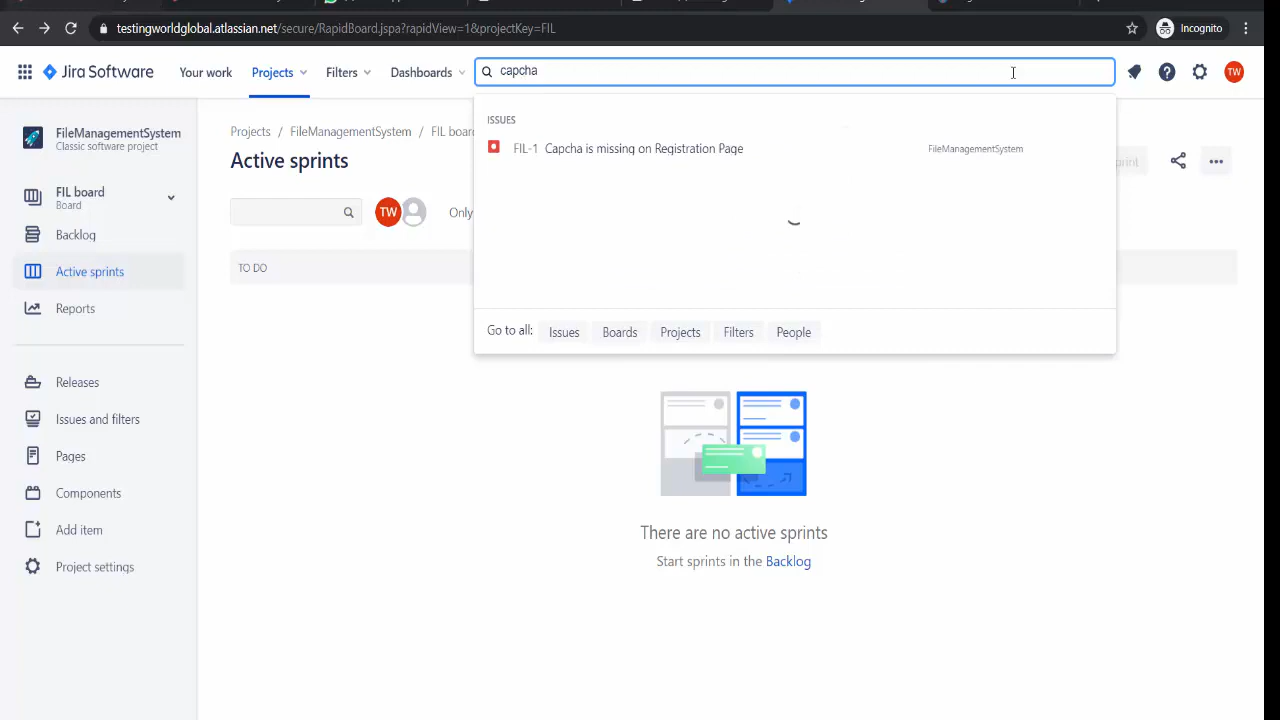 testingworldglobal.atlassian.net/secure/RapidBoard.jspa?rapidView=1&projectKey=FIL
Incognito
Jira Software
Your work
Projects
Filters
Dashboards
capcha
TW
ISSUES
FIL-1 Capcha is missing on Registration Page
FileManagementSystem
Go to all:
Issues
Boards
Projects
Filters
People
FileManagementSystem
Classic software project
FIL board
Board
Backlog
Active sprints
Reports
Releases
Issues and filters
Pages
Components
Add item
Project settings
Projects / FileManagementSystem / FIL board
Active sprints
TW
Only
TO DO
There are no active sprints
Start sprints in the Backlog